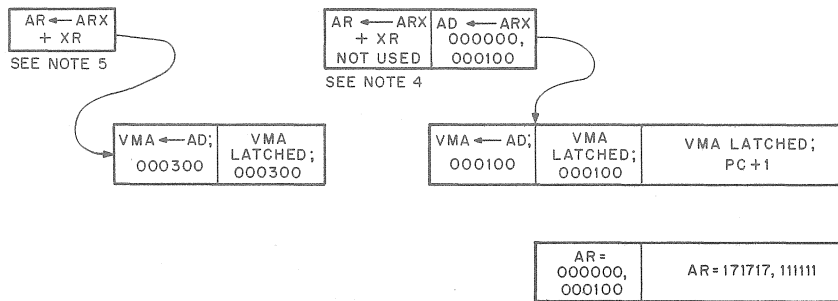 AR ← ARX
+ XR
SEE NOTE 5
AR ← ARX
+ XR
NOT USED
AD ← ARX
000000,
000100
SEE NOTE 4
VMA ← AD;
000300
VMA
LATCHED;
000300
VMA ← AD;
000100
VMA
LATCHED;
000100
VMA LATCHED;
PC+1
AR=
000000,
000100
AR=171717,111111